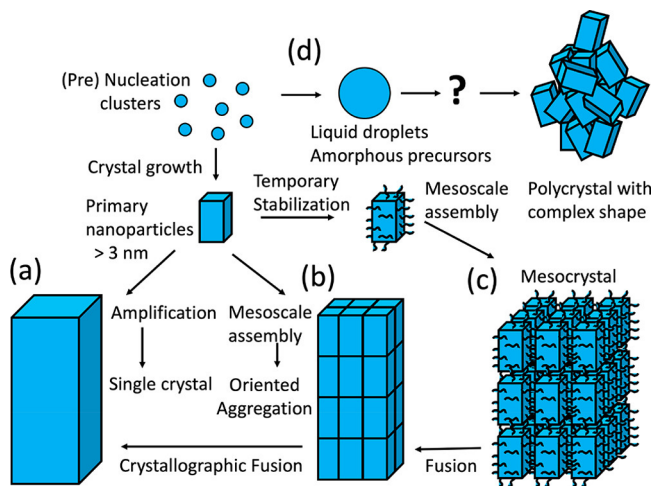 (d)
(Pre) Nucleation
clusters
?
Liquid droplets
Amorphous precursors
Crystal growth
Temporary
Stabilization
Mesoscale
assembly
Polycrystal with
complex shape
Primary
nanoparticles
> 3 nm
(a)
(b)
(c)
Mesocrystal
Amplification
Mesoscale
assembly
Single crystal
Oriented
Aggregation
Crystallographic Fusion
Fusion